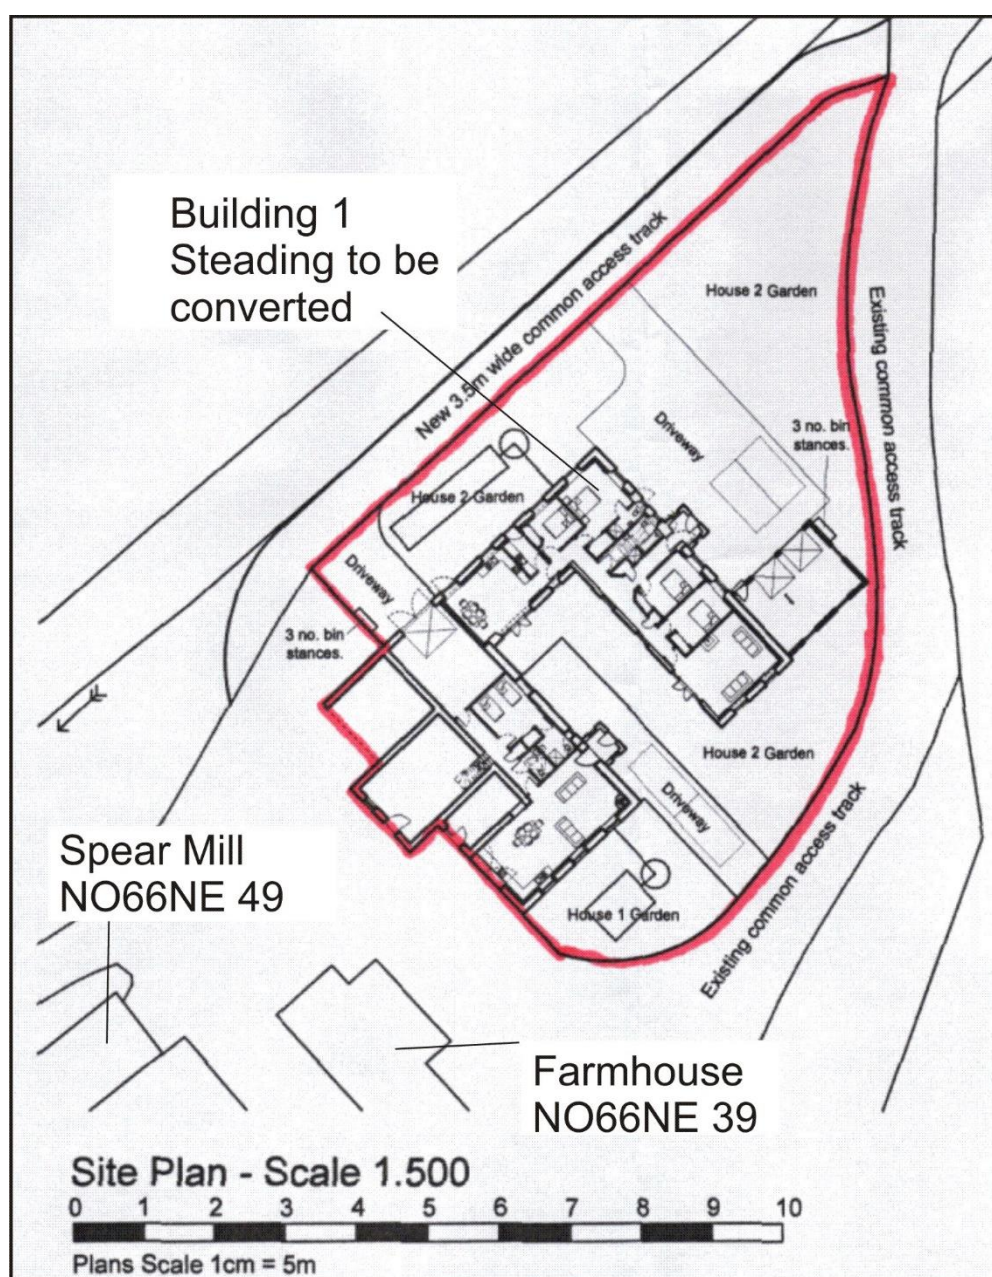 Building 1
Steading to be
converted
New 3.5m wide common access track
House 2 Garden
Existing common access track
3 no. bin
stances.
Driveway
House 2 Garden
Driveway
3 no. bin
stances.
House 2 Garden
Driveway
House 1 Garden
Existing common access track
Spear Mill
NO66NE 49
Farmhouse
NO66NE 39
Site Plan - Scale 1.500
0 1 2 3 4 5 6 7 8 9 10
Plans Scale 1cm = 5m